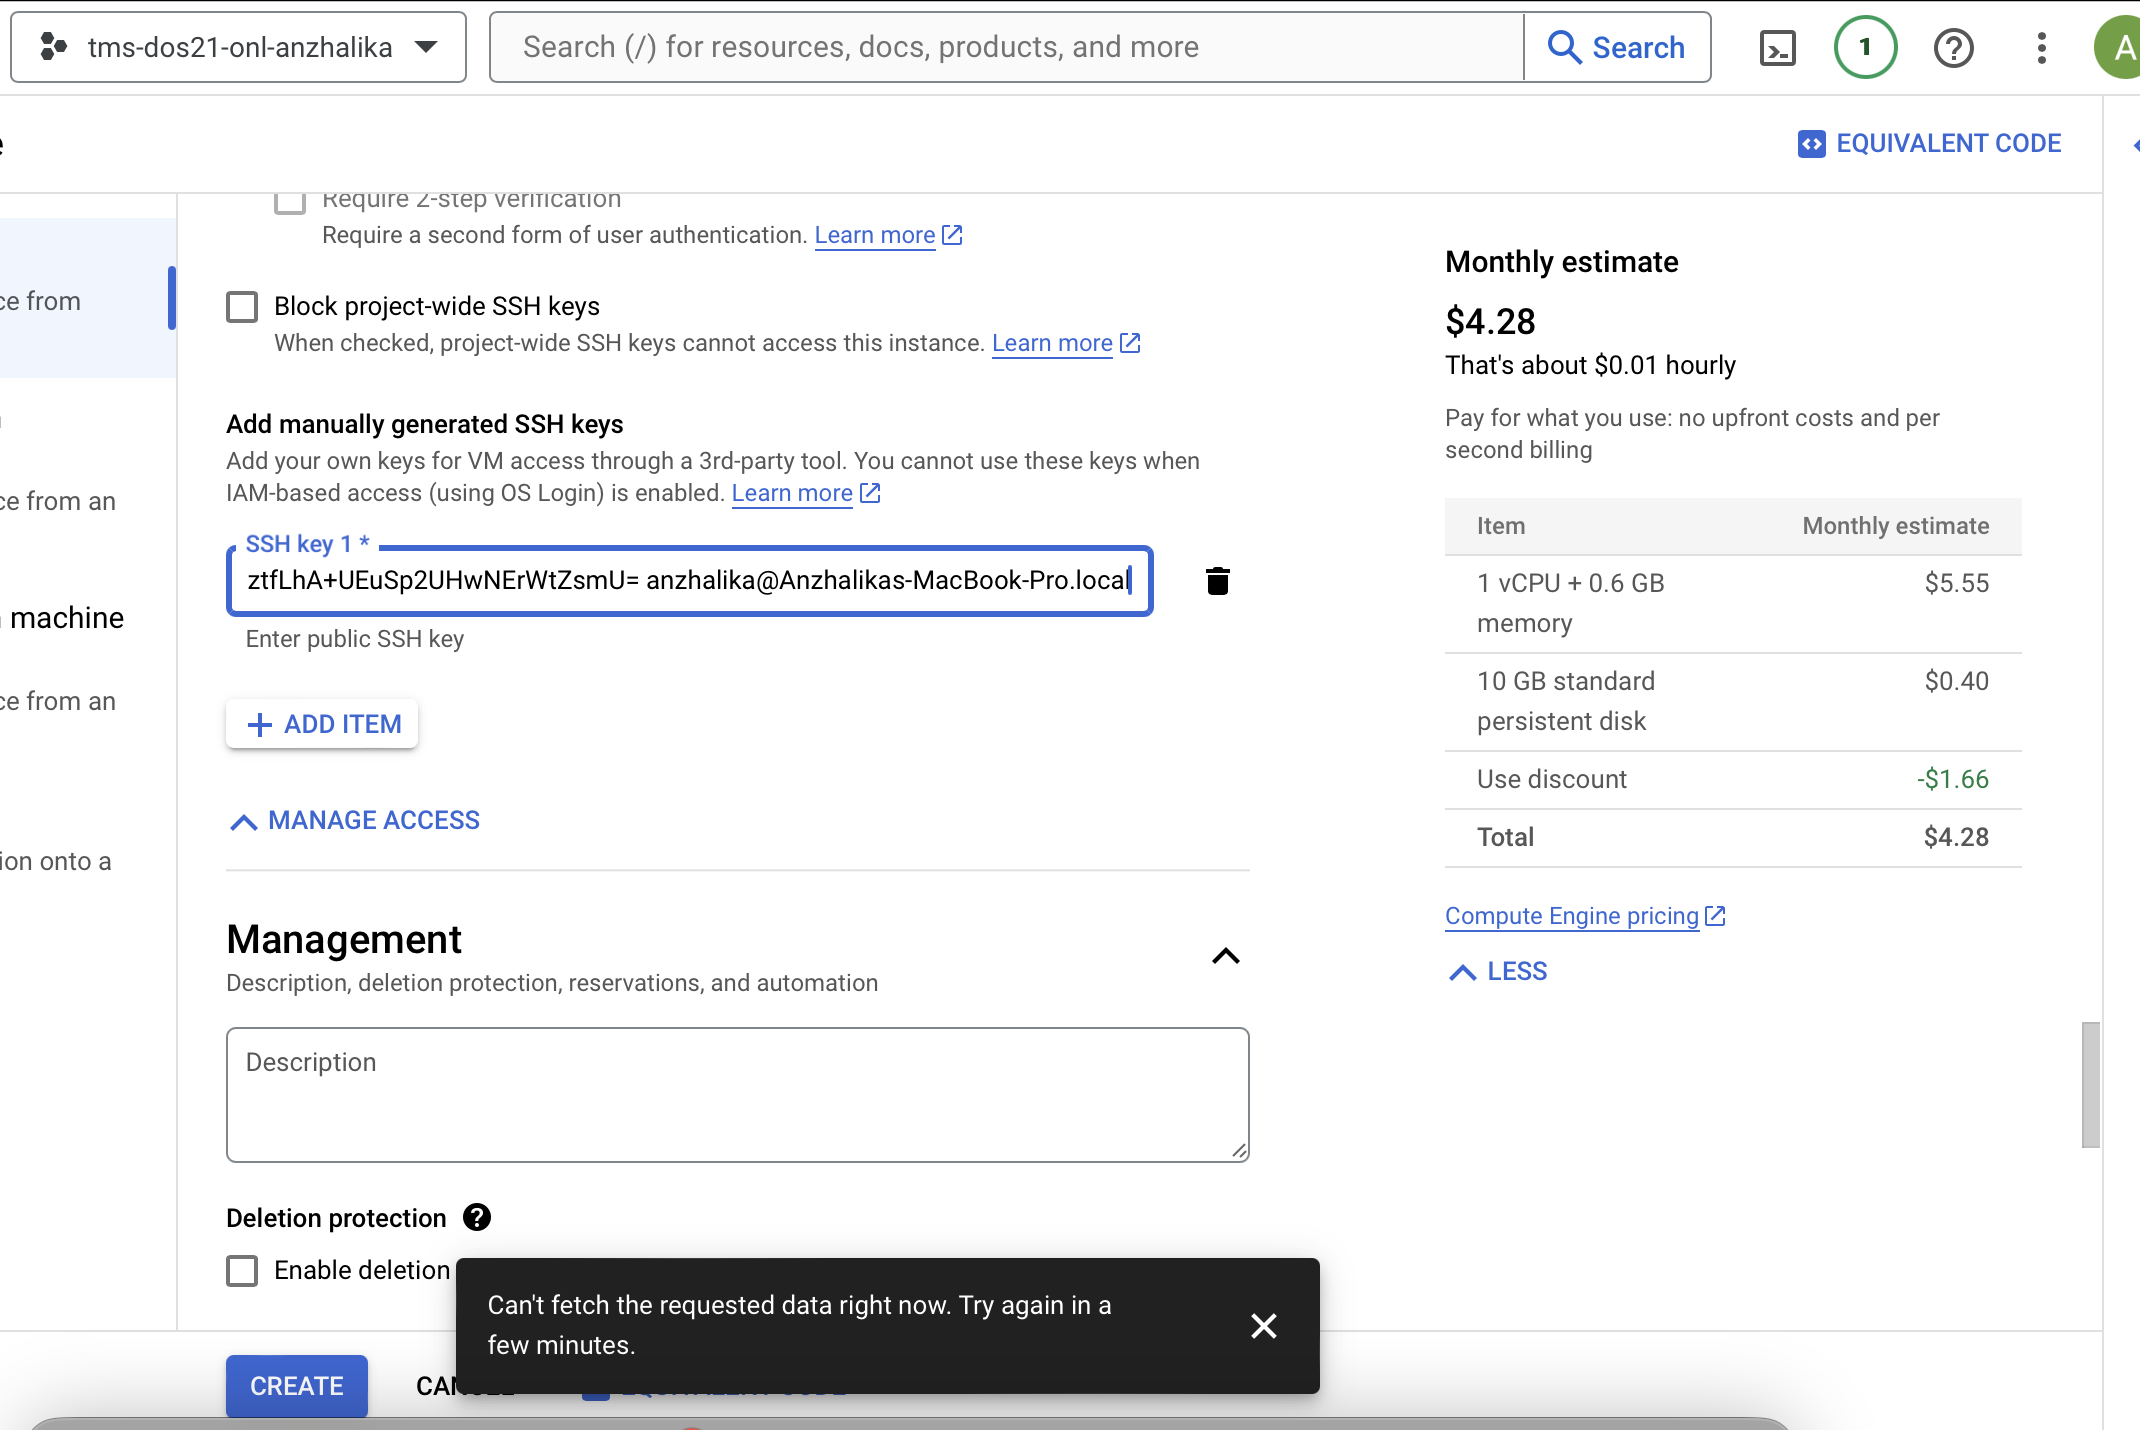 tms-dos21-onl-anzhalika
Search (/) for resources, docs, products, and more
Search
1
A
e
EQUIVALENT CODE
Require 2-step verification
Require a second form of user authentication. Learn more
ce from
Block project-wide SSH keys
When checked, project-wide SSH keys cannot access this instance. Learn more
Add manually generated SSH keys
Add your own keys for VM access through a 3rd-party tool. You cannot use these keys when
IAM-based access (using OS Login) is enabled. Learn more
ce from an
SSH key 1 *
ztfLhA+UEuSp2UHwNErWtZsmU= anzhalika@Anzhalikas-MacBook-Pro.local
Enter public SSH key
machine
ce from an
ADD ITEM
MANAGE ACCESS
ion onto a
Management
Description, deletion protection, reservations, and automation
Description
Deletion protection
Enable deletion
Can't fetch the requested data right now. Try again in a
few minutes.
CREATE
Monthly estimate
$4.28
That's about $0.01 hourly
Pay for what you use: no upfront costs and per
second billing
Item Monthly estimate
1 vCPU + 0.6 GB $5.55
memory
10 GB standard $0.40
persistent disk
Use discount -$1.66
Total $4.28
Compute Engine pricing
LESS